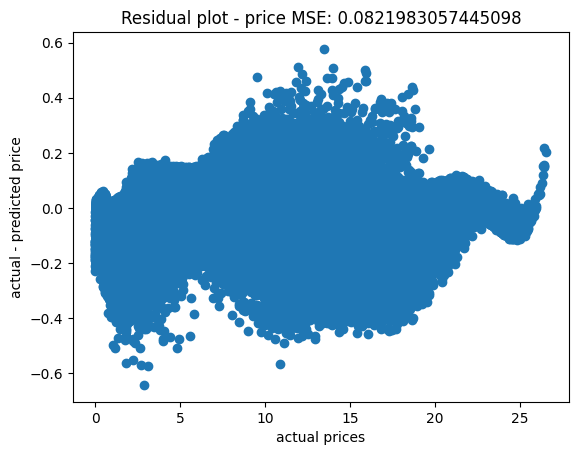 Residual plot - price MSE: 0.0821983057445098
0.6
0.4
0.2
0.0
−0.2
−0.4
−0.6
actual - predicted price
0 5 10 15 20 25
actual prices